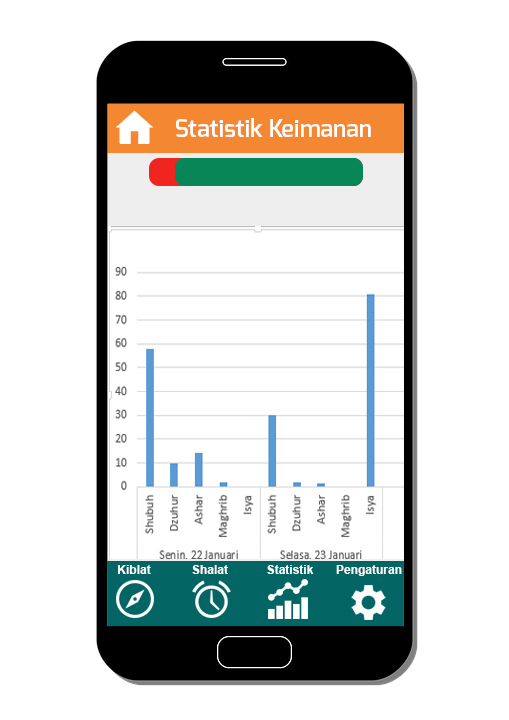 Statistik Keimanan
90
80
70
60
50
40
30
20
10
0
Shubuh
Dzuhur
Ashar
Maghrib
Isya
Shubuh
Dzuhur
Ashar
Maghrib
Isya
Senin, 22 Januari
Selasa, 23 Januari
Kiblat Shalat Statistik Pengaturan